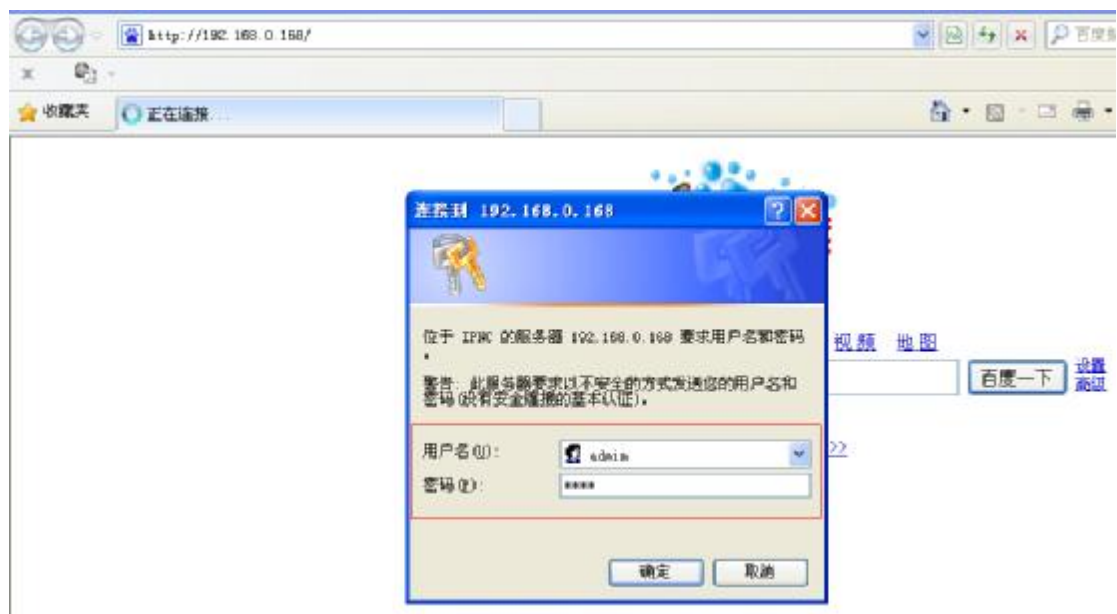 http://192.168.0.168/
百度
收藏夹
正在连接...
连接到 192.168.0.168
位于 IPNC 的服务器 192.168.0.168 要求用户名和密码
。
警告: 此服务器要求以不安全的方式发送您的用户名和
密码(没有安全连接的基本认证)。
视频 地图
百度一下
设置
高级
用户名(U):
admin
>>
密码(P):
****
确定
取消